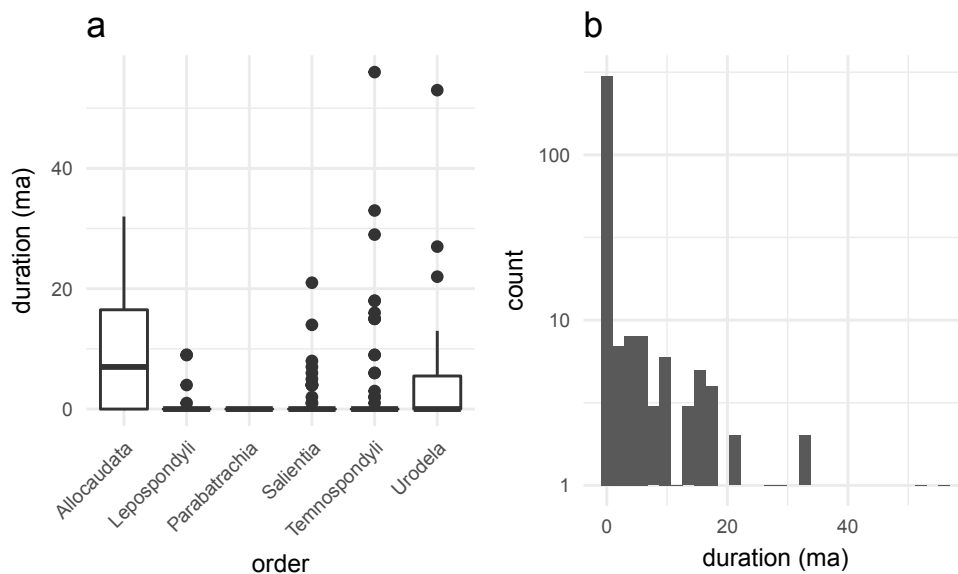 a
duration (ma)
40
20
0
Allocaudata
Lepospondyli
Parabatrachia
Salientia
Temnospondyli
Urodela
order
b
count
100
10
1
0
20
40
duration (ma)